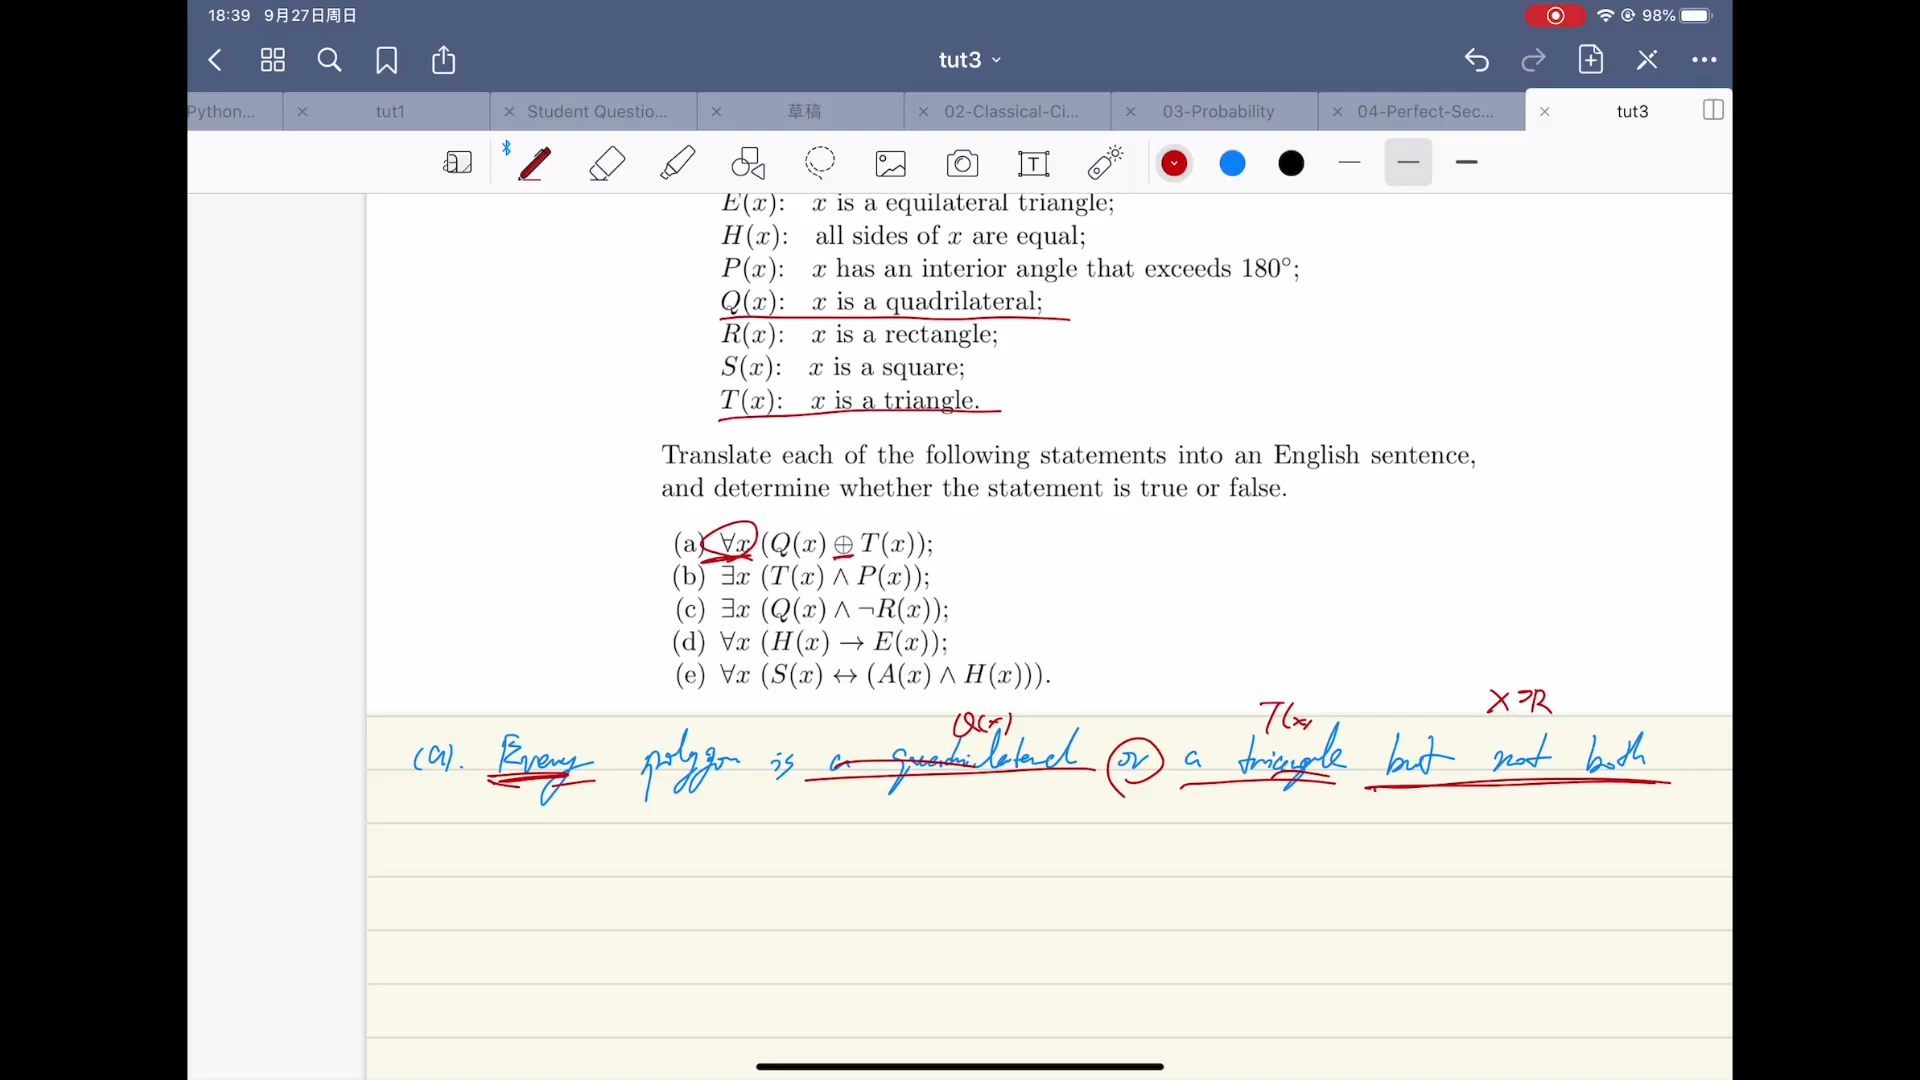 18:39 9月27日周日
98%
tut3
Python...
tut1
Student Questio...
草稿
02-Classical-Ci...
03-Probability
04-Perfect-Sec...
tut3
E(x): x is a equilateral triangle;
H(x): all sides of x are equal;
P(x): x has an interior angle that exceeds 180°;
Q(x): x is a quadrilateral;
R(x): x is a rectangle;
S(x): x is a square;
T(x): x is a triangle.
Translate each of the following statements into an English sentence,
and determine whether the statement is true or false.
(a) ∀x (Q(x) ⊕ T(x));
(b) ∃x (T(x) ∧ P(x));
(c) ∃x (Q(x) ∧ ¬R(x));
(d) ∀x (H(x) → E(x));
(e) ∀x (S(x) ↔ (A(x) ∧ H(x))).
Q(x) T(x) XOR
(a). Every polygon is a quadrilateral or a triangle but not both